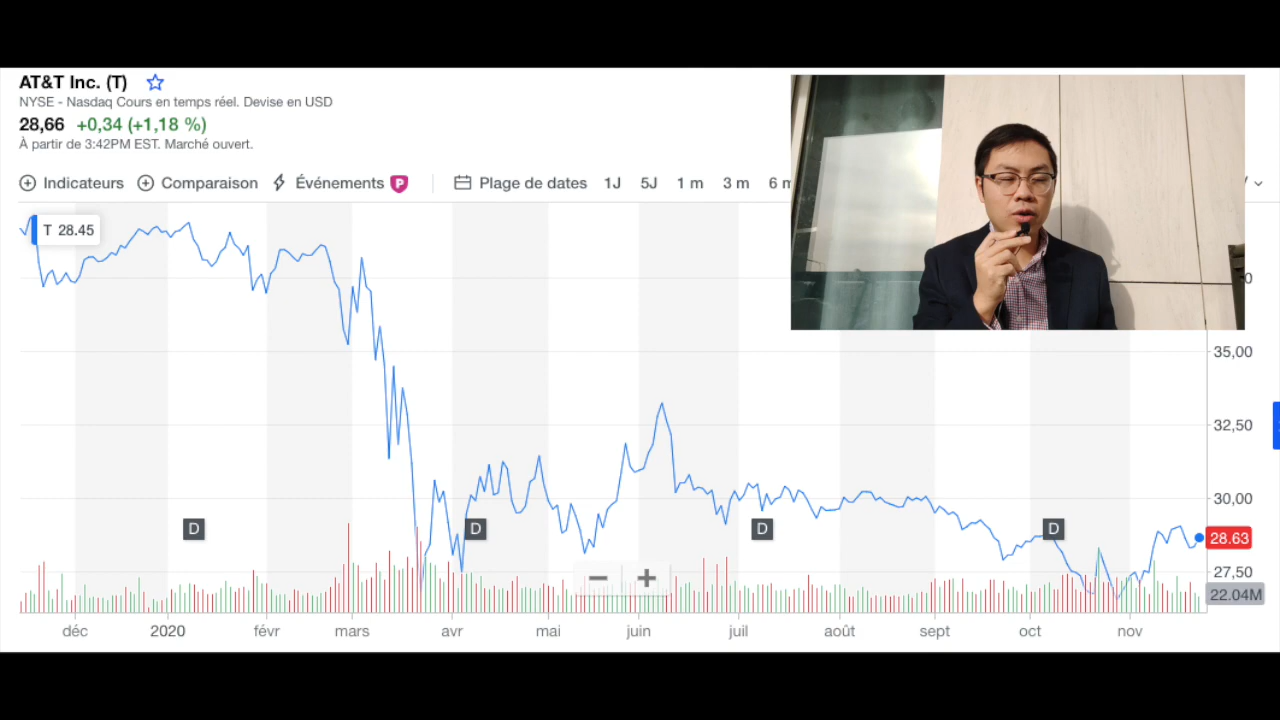 AT&T Inc. (T)
NYSE - Nasdaq Cours en temps réel. Devise en USD
28,66 +0,34 (+1,18 %)
À partir de 3:42PM EST. Marché ouvert.
Indicateurs Comparaison Événements P Plage de dates 1J 5J 1 m 3 m 6 m
T 28.45
35,00
32,50
30,00
D D D D
28.63
27,50
22.04M
déc 2020 févr mars avr mai juin juil août sept oct nov